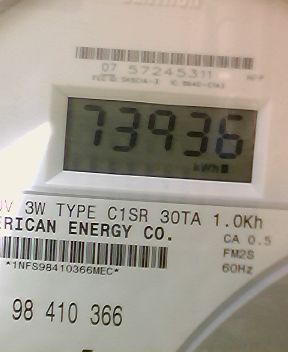 07 57245311
73936
kWh
V 3W TYPE C1SR 30TA 1.0Kh
ERICAN ENERGY CO.
CA 0.5
FM2S
*1NFS98410366MEC*
60Hz
98 410 366